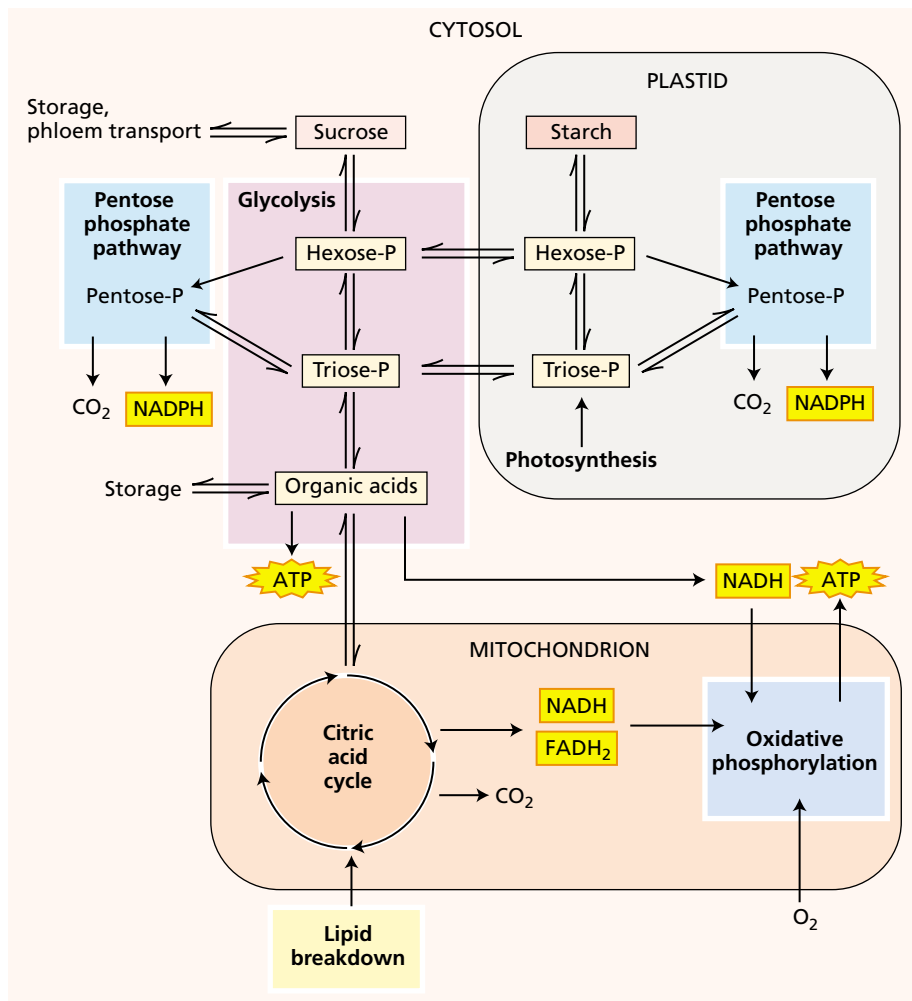 CYTOSOL
PLASTID
Storage,
phloem transport
Sucrose
Starch
Pentose
phosphate
pathway
Glycolysis
Pentose
phosphate
pathway
Hexose-P
Hexose-P
Pentose-P
Pentose-P
Triose-P
Triose-P
CO₂
NADPH
CO₂
NADPH
Photosynthesis
Storage
Organic acids
ATP
NADH
ATP
MITOCHONDRION
Citric
acid
cycle
NADH
FADH₂
CO₂
Oxidative
phosphorylation
O₂
Lipid
breakdown